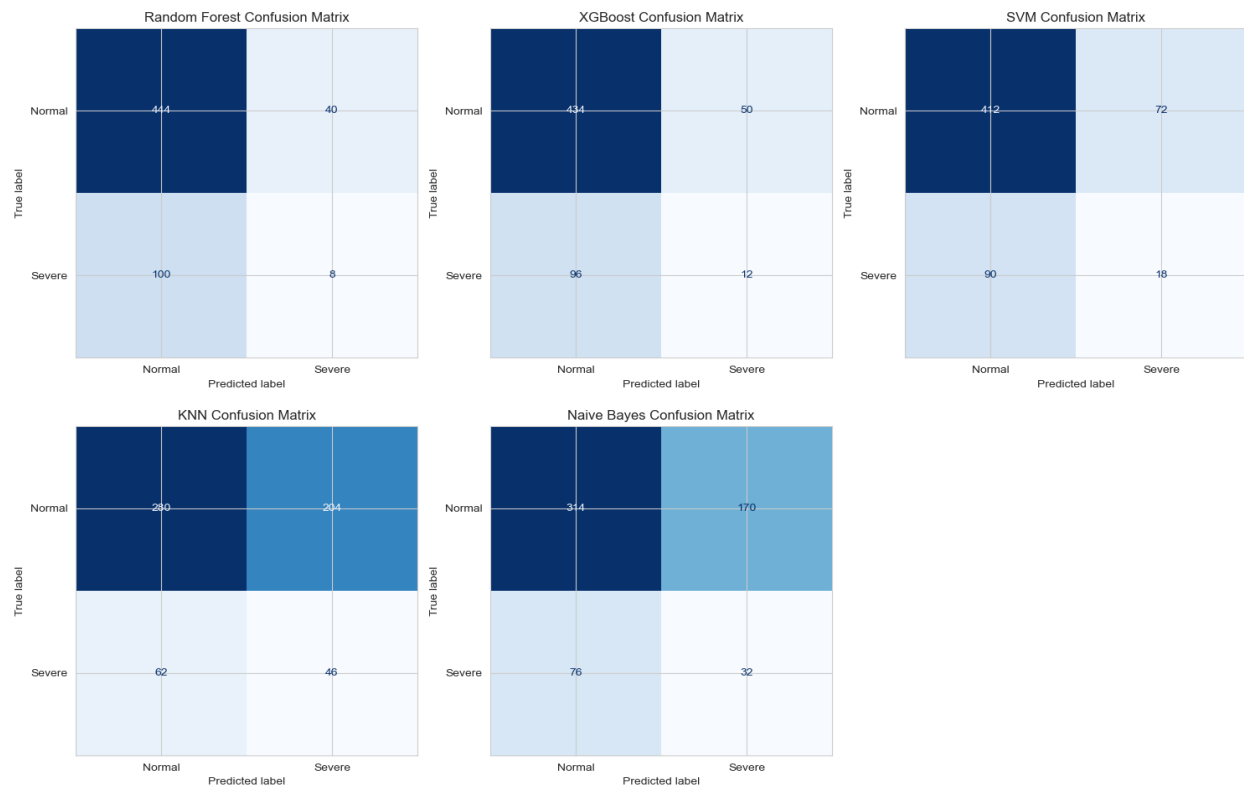 Random Forest Confusion Matrix
Normal
444
40
True label
Severe
100
8
Normal
Severe
Predicted label
XGBoost Confusion Matrix
Normal
434
50
True label
Severe
96
12
Normal
Severe
Predicted label
SVM Confusion Matrix
Normal
412
72
True label
Severe
90
18
Normal
Severe
Predicted label
KNN Confusion Matrix
Normal
280
204
True label
Severe
62
46
Normal
Severe
Predicted label
Naive Bayes Confusion Matrix
Normal
314
170
True label
Severe
76
32
Normal
Severe
Predicted label